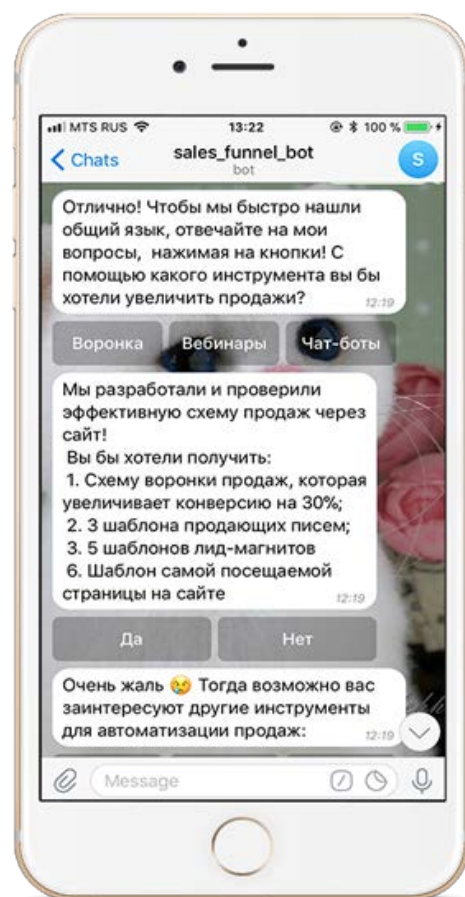 MTS RUS 13:22 100 %
Chats sales_funnel_bot S
bot
Отлично! Чтобы мы быстро нашли
общий язык, отвечайте на мои
вопросы, нажимая на кнопки! С
помощью какого инструмента вы бы
хотели увеличить продажи? 12:19
Воронка Вебинары Чат-боты
Мы разработали и проверили
эффективную схему продаж через
сайт!
Вы бы хотели получить:
1. Схему воронки продаж, которая
увеличивает конверсию на 30%;
2. 3 шаблона продающих писем;
3. 5 шаблонов лид-магнитов
6. Шаблон самой посещаемой
страницы на сайте 12:19
Да Нет
Очень жаль 😢 Тогда возможно вас
заинтересуют другие инструменты
для автоматизации продаж: 12:19
Message